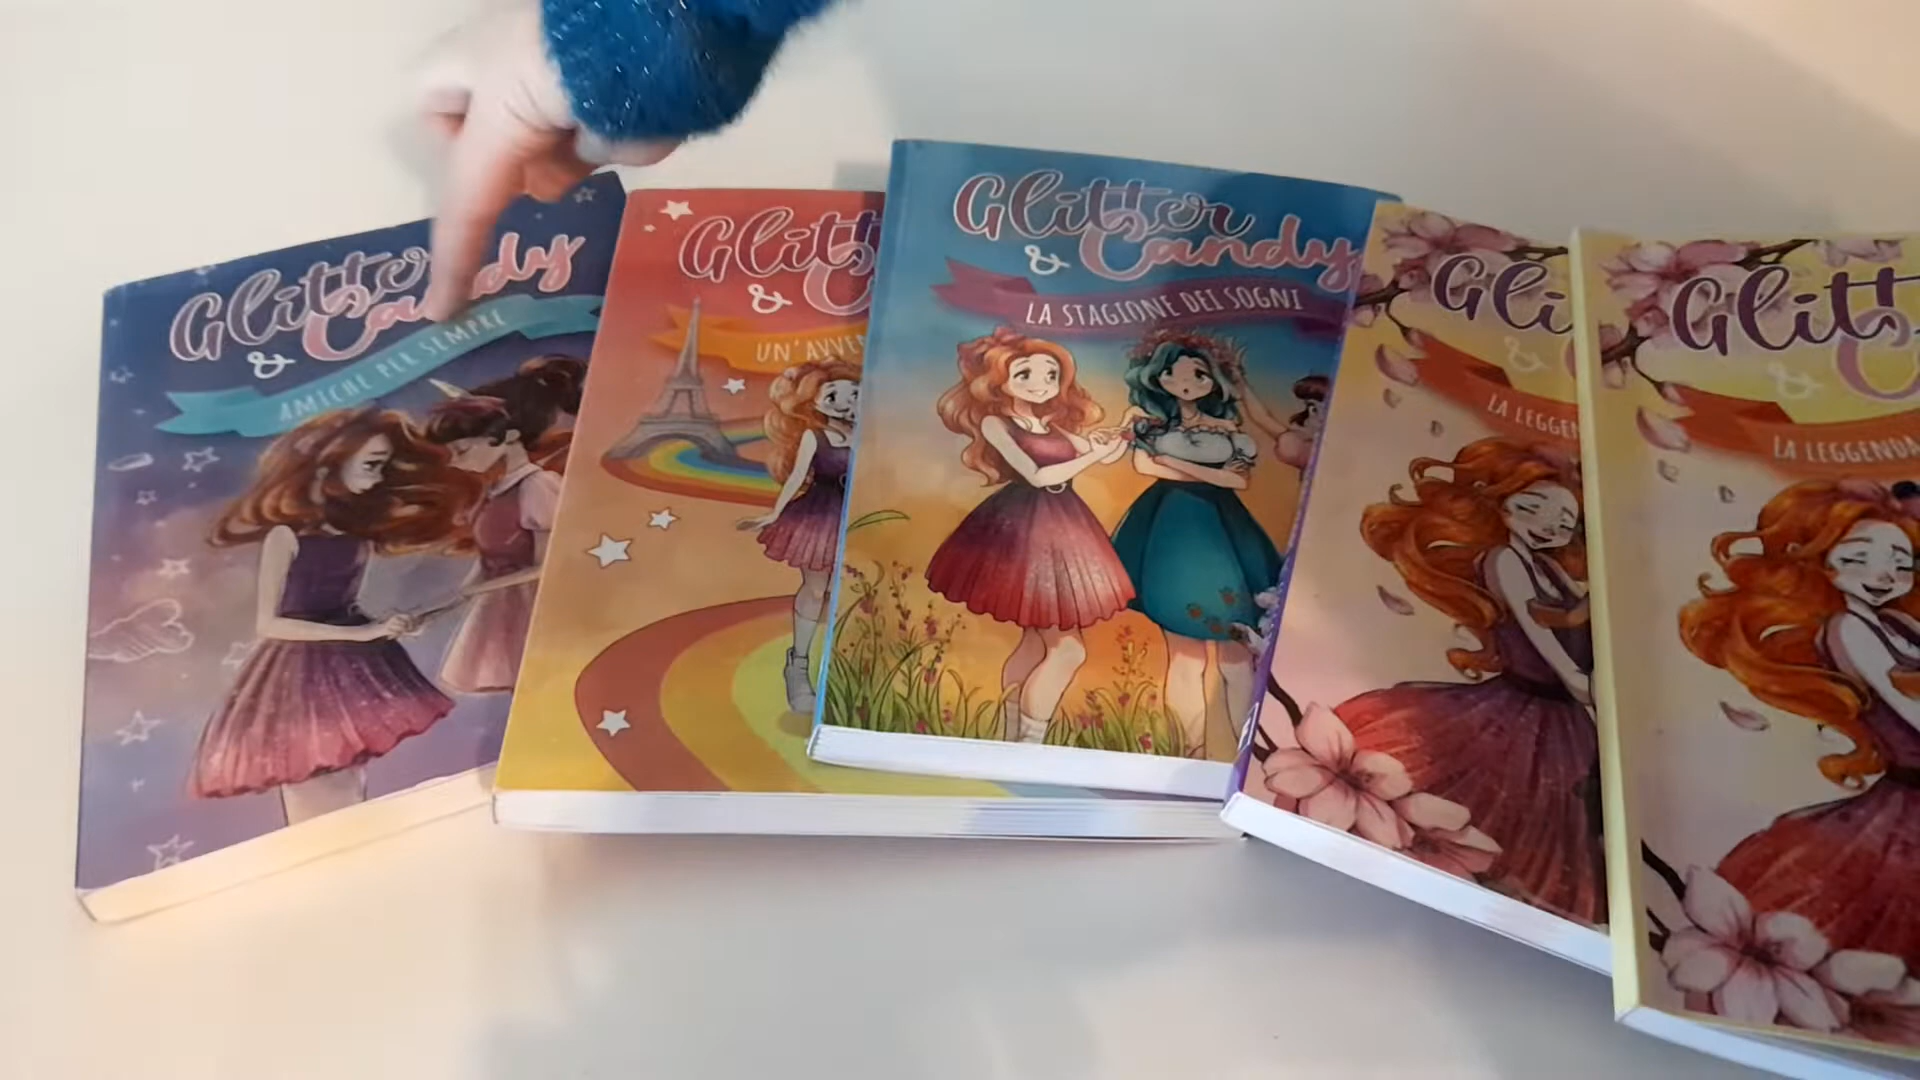 Glitter
& Candy
AMICHE PER SEMPRE
Glitt
& C
UN'AVVEN
Glitter
& Candy
LA STAGIONE DEI SOGNI
Glit
&
LA LEGGEN
Glitt
& C
LA LEGGENDA